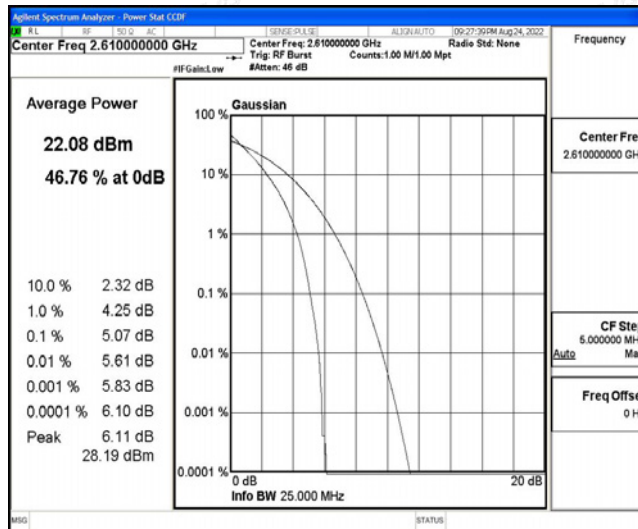 Agilent Spectrum Analyzer - Power Stat CCDF
RL RF 50 Ω AC SENSE:PULSE ALIGNAUTO 09:27:39PM Aug 24, 2022
Center Freq 2.610000000 GHz
Center Freq: 2.610000000 GHz Radio Std: None
Trig: RF Burst Counts:1.00 M/1.00 Mpt
#IFGain:Low #Atten: 46 dB
Frequency
Average Power
22.08 dBm
46.76 % at 0dB
10.0 % 2.32 dB
1.0 % 4.25 dB
0.1 % 5.07 dB
0.01 % 5.61 dB
0.001 % 5.83 dB
0.0001 % 6.10 dB
Peak 6.11 dB
28.19 dBm
Gaussian
100 %
10 %
1 %
0.1 %
0.01 %
0.001 %
0.0001 %
0 dB 20 dB
Info BW 25.000 MHz
Center Fre
2.610000000 GH
CF Ste
5.000000 MH
Auto Ma
Freq Offse
0 H
MSG STATUS